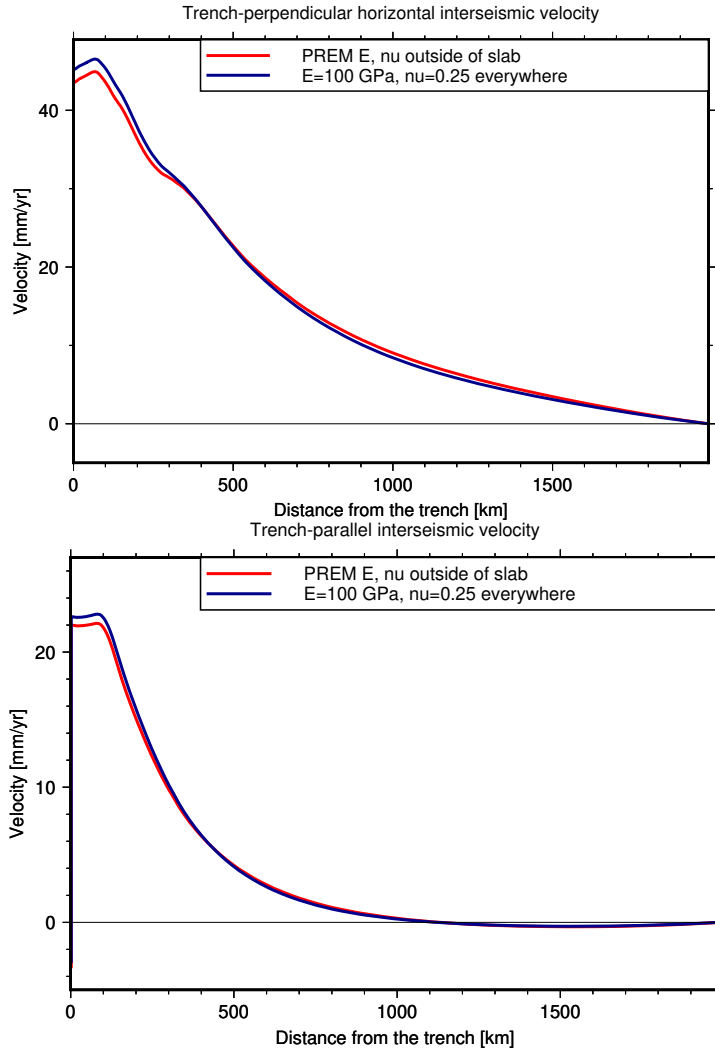 Trench-perpendicular horizontal interseismic velocity
PREM E, nu outside of slab
E=100 GPa, nu=0.25 everywhere
40
20
0
Velocity [mm/yr]
0 500 1000 1500
Distance from the trench [km]
Trench-parallel interseismic velocity
PREM E, nu outside of slab
E=100 GPa, nu=0.25 everywhere
20
10
0
Velocity [mm/yr]
0 500 1000 1500
Distance from the trench [km]